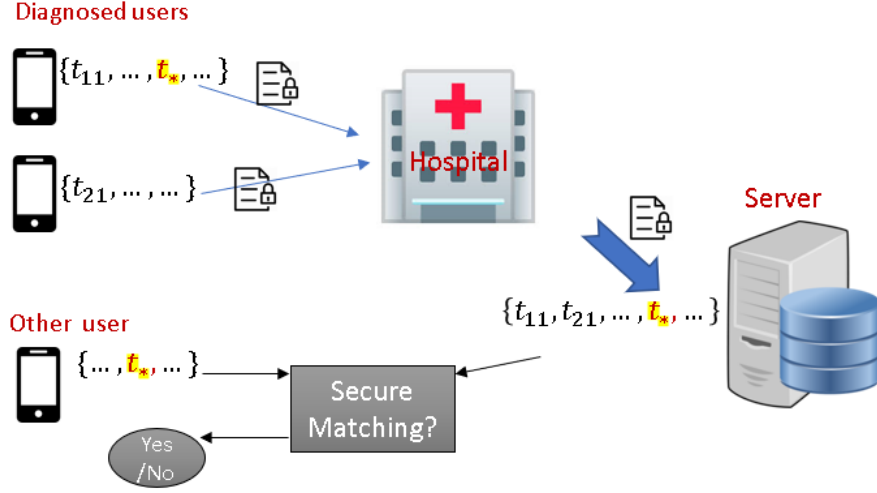 Diagnosed users
{t₁₁, ... , t*, ... }
Hospital
{t₂₁, ... , ... }
Server
{t₁₁, t₂₁, ... , t*, ... }
Other user
{... , t*, ... }
Secure
Matching?
Yes
/No